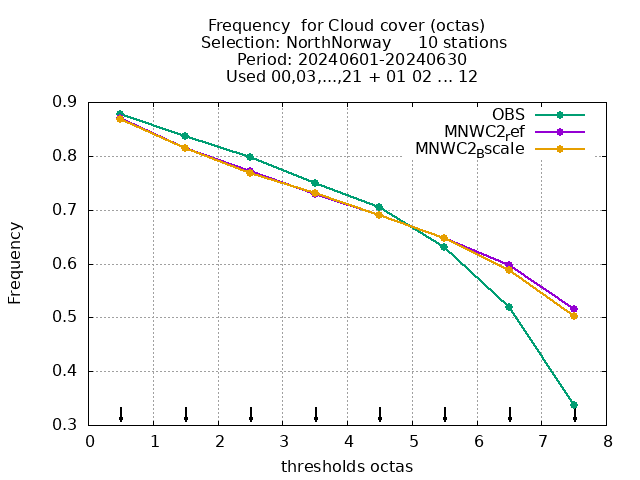 Frequency  for Cloud cover (octas)
Selection: NorthNorway     10 stations
Period: 20240601-20240630
Used 00,03,...,21 + 01 02 ... 12
OBS
MNWC2ref
MNWC2Bscale
0.9
0.8
0.7
0.6
0.5
0.4
0.3
Frequency
0 1 2 3 4 5 6 7 8
thresholds octas